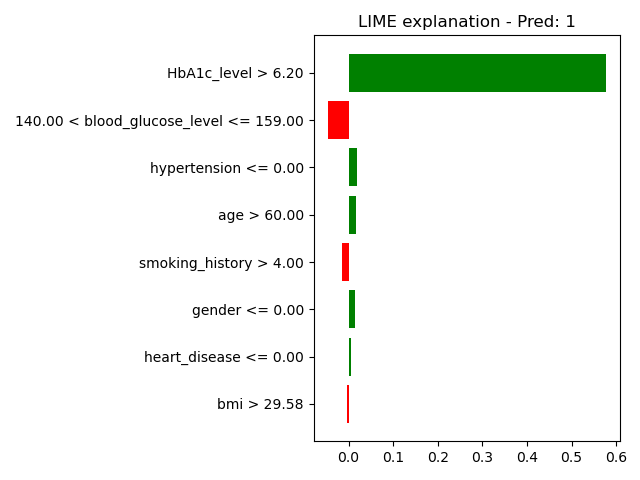 LIME explanation - Pred: 1
HbA1c_level > 6.20
140.00 < blood_glucose_level <= 159.00
hypertension <= 0.00
age > 60.00
smoking_history > 4.00
gender <= 0.00
heart_disease <= 0.00
bmi > 29.58
0.0 0.1 0.2 0.3 0.4 0.5 0.6